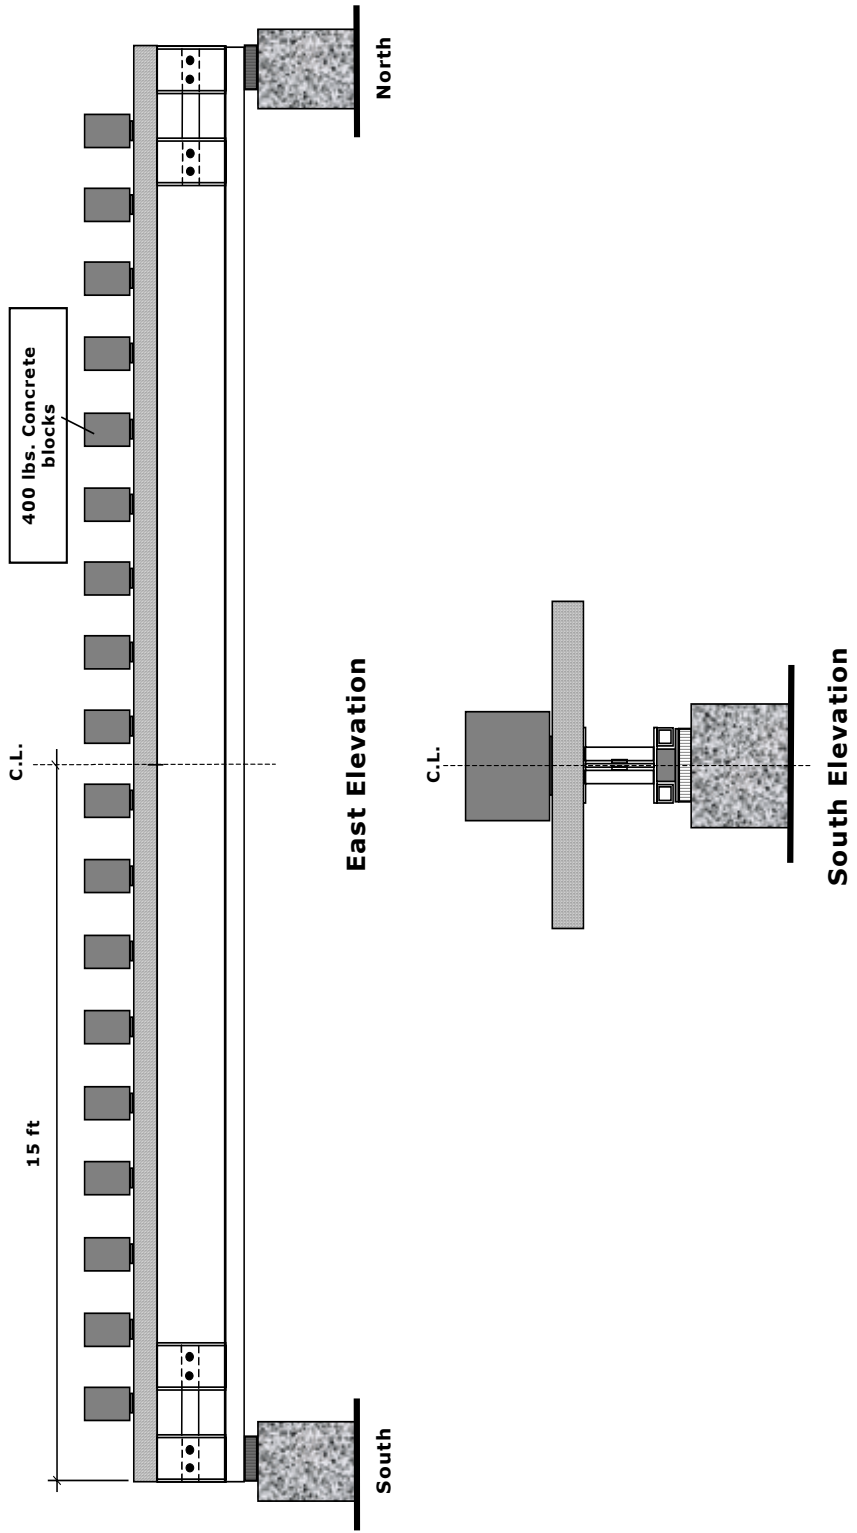 400 lbs. Concrete
blocks
C.L.
15 ft
North
South
East Elevation
C.L.
South Elevation